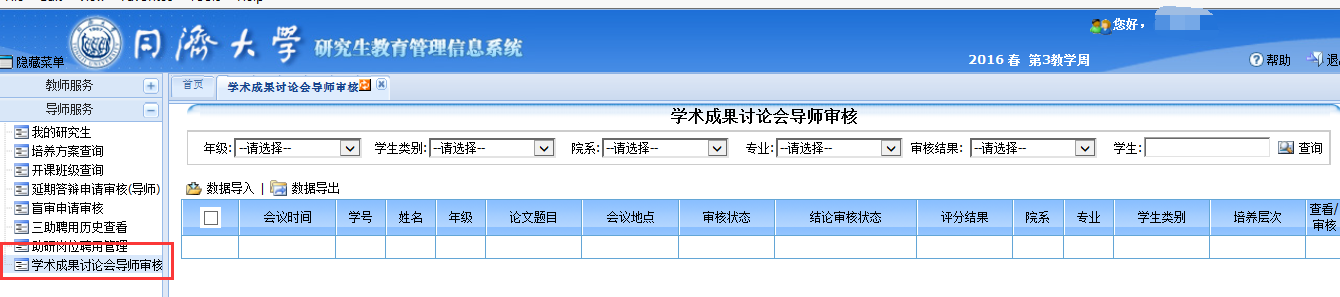 File Edit View Favorites Tools Help
同濟大学 研究生教育管理信息系统
您好，
隐藏菜单
2016 春 第3教学周
帮助
教师服务
导师服务
我的研究生
培养方案查询
开课班级查询
延期答辩申请审核(导师)
盲审申请审核
三助聘用历史查看
助研岗位聘用管理
学术成果讨论会导师审核
首页 学术成果讨论会导师审核
学术成果讨论会导师审核
年级: --请选择-- 学生类别: --请选择-- 院系: --请选择-- 专业: --请选择-- 审核结果: --请选择-- 学生: 查询
数据导入 | 数据导出
会议时间 学号 姓名 年级 论文题目 会议地点 审核状态 结论审核状态 评分结果 院系 专业 学生类别 培养层次 查看/
审核